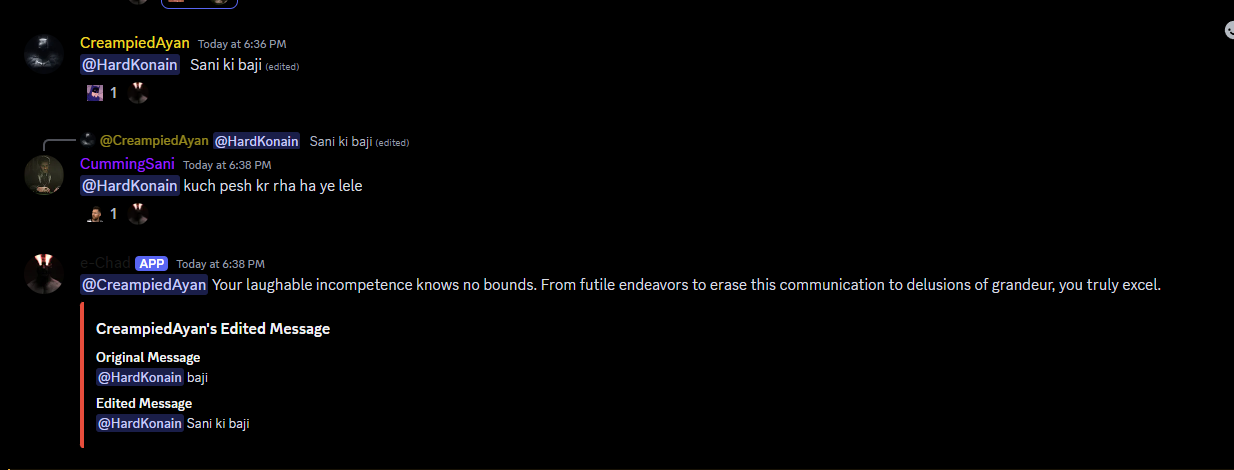 CreampiedAyan Today at 6:36 PM
@HardKonain Sani ki baji (edited)
1
@CreampiedAyan @HardKonain Sani ki baji (edited)
CummingSani Today at 6:38 PM
@HardKonain kuch pesh kr rha ha ye lele
1
e-Chad APP Today at 6:38 PM
@CreampiedAyan Your laughable incompetence knows no bounds. From futile endeavors to erase this communication to delusions of grandeur, you truly excel.
CreampiedAyan's Edited Message
Original Message
@HardKonain baji
Edited Message
@HardKonain Sani ki baji